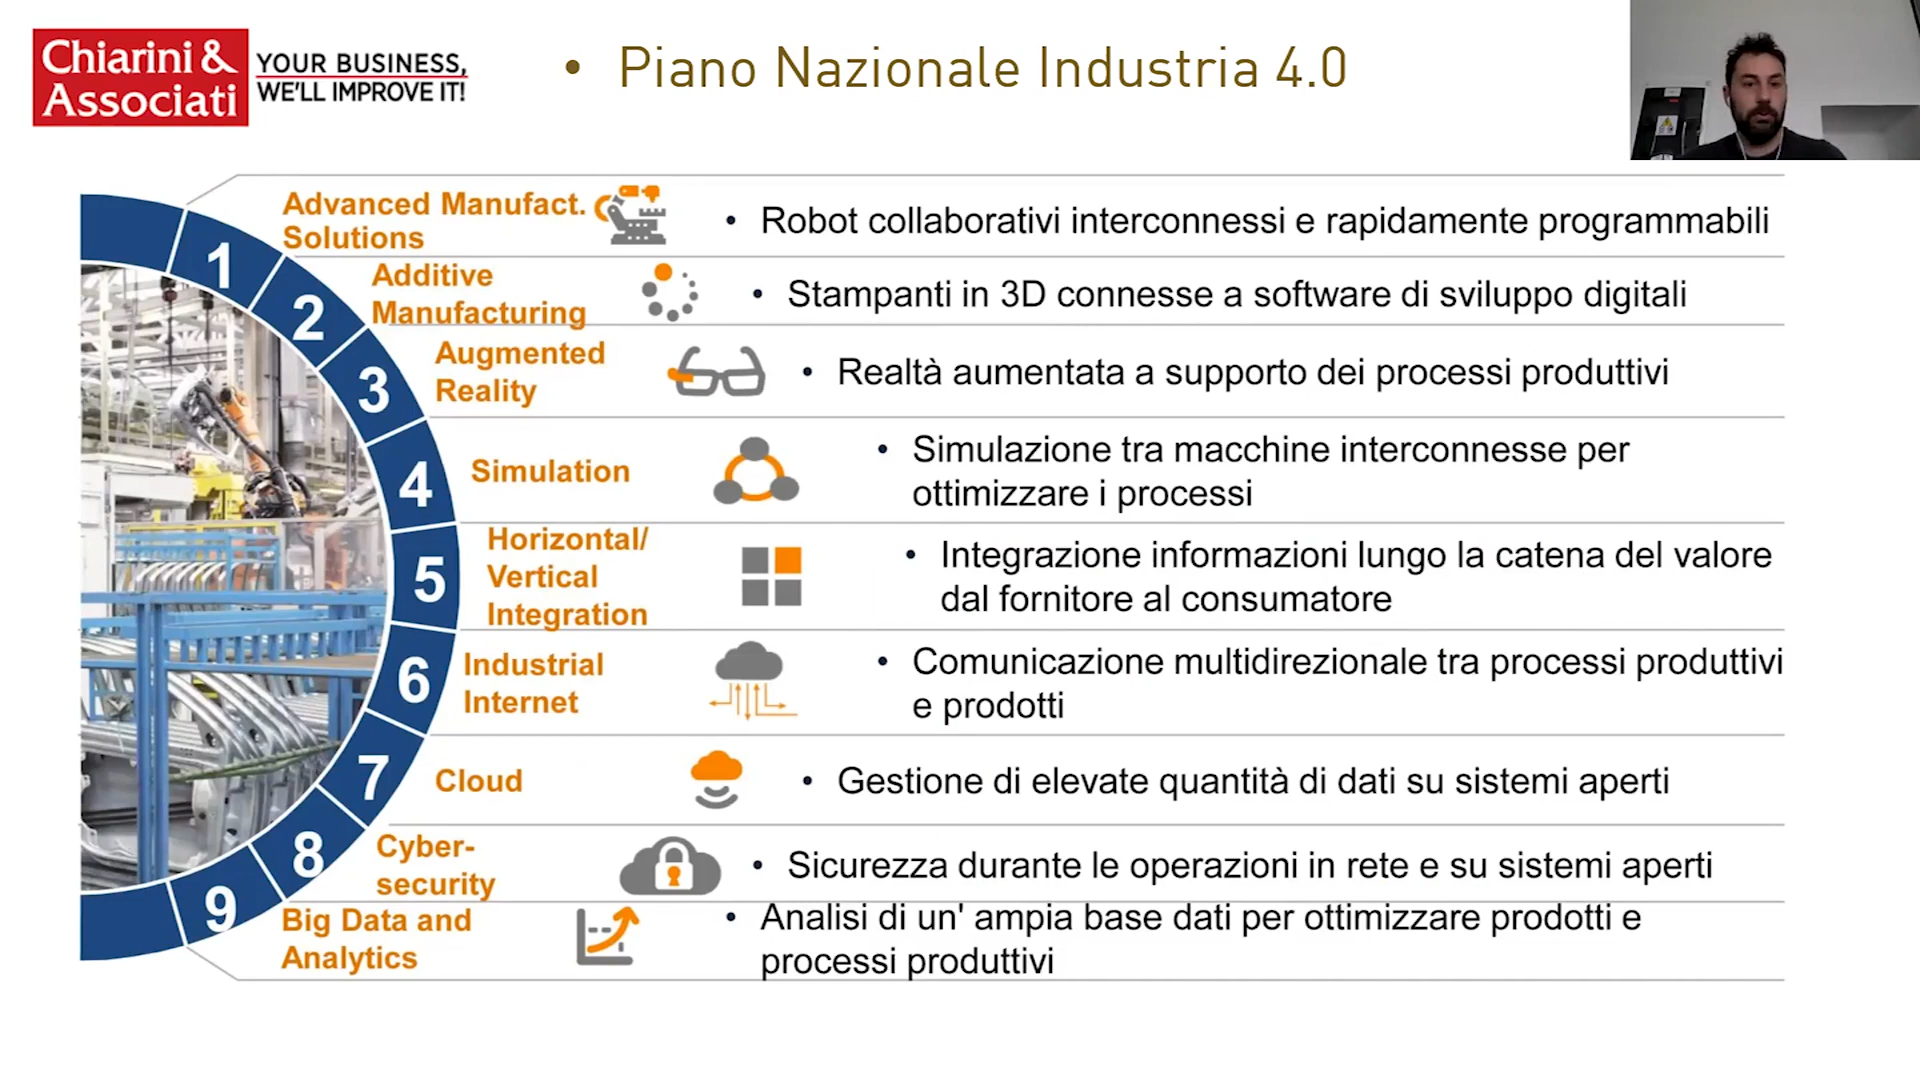 Chiarini &
Associati
YOUR BUSINESS,
WE'LL IMPROVE IT!
• Piano Nazionale Industria 4.0
1
Advanced Manufact.
Solutions
• Robot collaborativi interconnessi e rapidamente programmabili
2
Additive
Manufacturing
• Stampanti in 3D connesse a software di sviluppo digitali
3
Augmented
Reality
• Realtà aumentata a supporto dei processi produttivi
4
Simulation
• Simulazione tra macchine interconnesse per
ottimizzare i processi
5
Horizontal/
Vertical
Integration
• Integrazione informazioni lungo la catena del valore
dal fornitore al consumatore
6
Industrial
Internet
• Comunicazione multidirezionale tra processi produttivi
e prodotti
7
Cloud
• Gestione di elevate quantità di dati su sistemi aperti
8
Cyber-
security
• Sicurezza durante le operazioni in rete e su sistemi aperti
9
Big Data and
Analytics
• Analisi di un' ampia base dati per ottimizzare prodotti e
processi produttivi